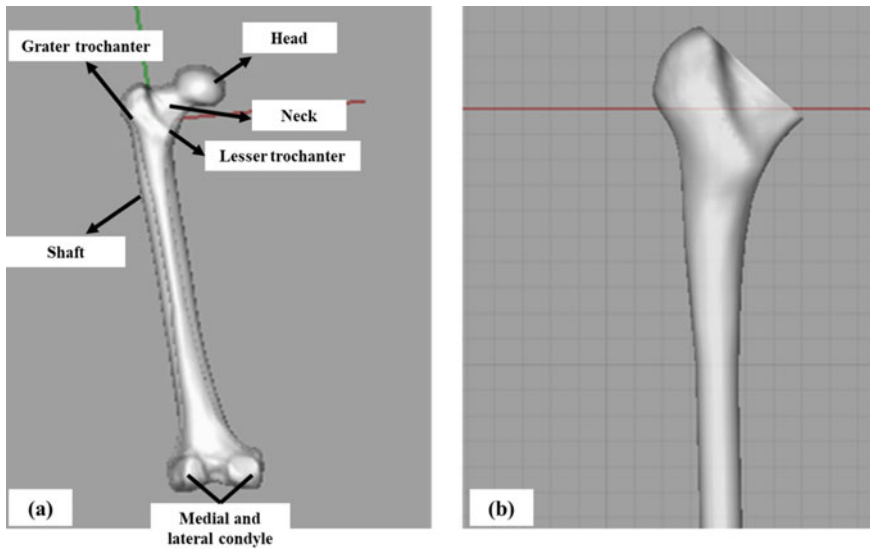 Grater trochanter
Head
Neck
Lesser trochanter
Shaft
Medial and
lateral condyle
(a)
(b)